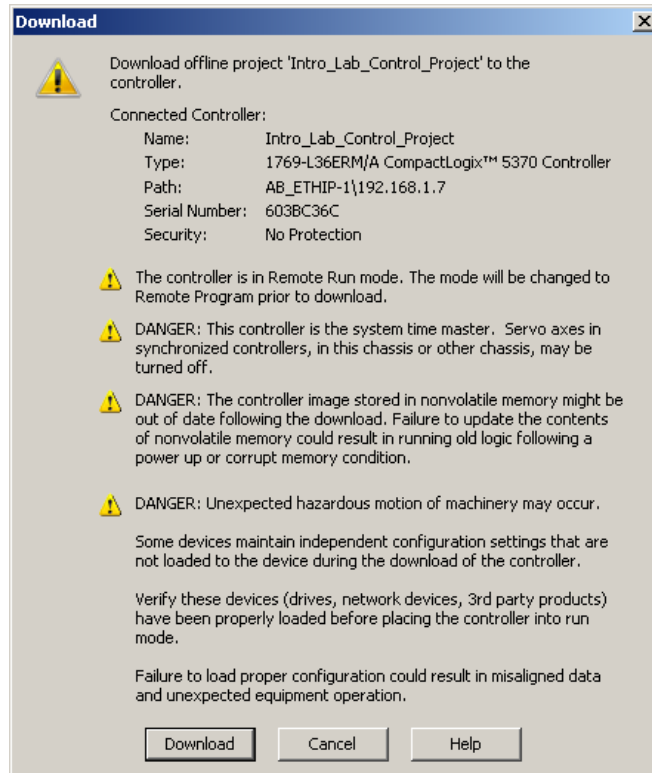 Download
Download offline project 'Intro_Lab_Control_Project' to the
controller.
Connected Controller:
Name: Intro_Lab_Control_Project
Type: 1769-L36ERM/A CompactLogix™ 5370 Controller
Path: AB_ETHIP-1\192.168.1.7
Serial Number: 603BC36C
Security: No Protection
The controller is in Remote Run mode. The mode will be changed to
Remote Program prior to download.
DANGER: This controller is the system time master. Servo axes in
synchronized controllers, in this chassis or other chassis, may be
turned off.
DANGER: The controller image stored in nonvolatile memory might be
out of date following the download. Failure to update the contents
of nonvolatile memory could result in running old logic following a
power up or corrupt memory condition.
DANGER: Unexpected hazardous motion of machinery may occur.
Some devices maintain independent configuration settings that are
not loaded to the device during the download of the controller.
Verify these devices (drives, network devices, 3rd party products)
have been properly loaded before placing the controller into run
mode.
Failure to load proper configuration could result in misaligned data
and unexpected equipment operation.
Download Cancel Help